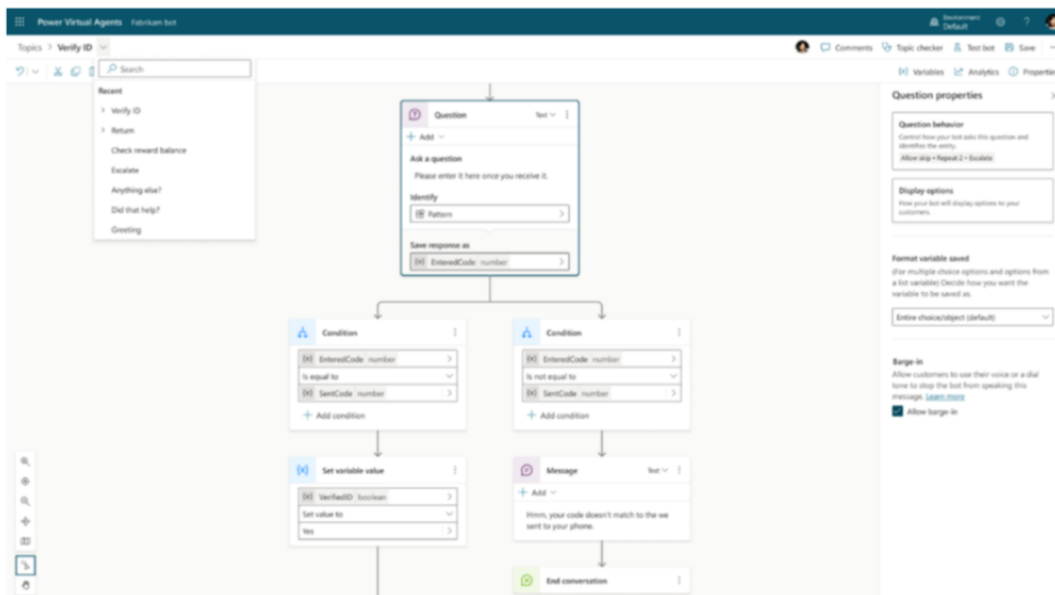 Power Virtual Agents Fabrikam bot
Environment
Default
?
Topics > Verify ID
Comments
Topic checker
Test bot
Save
Search
Variables
Analytics
Properties
Recent
Verify ID
Return
Check reward balance
Escalate
Anything else?
Did that help?
Greeting
Question
Text
Add
Ask a question
Please enter it here once you receive it.
Identify
Pattern
Save response as
{x} EnteredCode number
Condition
{x} EnteredCode number
Is equal to
{x} SentCode number
Add condition
Condition
{x} EnteredCode number
Is not equal to
{x} SentCode number
Add condition
Set variable value
{x} VerifiedID boolean
Set value to
Yes
Message
Text
Add
Hmm, your code doesn't match to the we
sent to your phone.
End conversation
Question properties
Question behavior
Control how your bot asks this question and
identifies the entity.
Allow skip • Repeat 2 • Escalate
Display options
How your bot will display options to your
customers.
Format variable saved
(For multiple choice options and options from
a list variable) Decide how you want the
variable to be saved as.
Entire choice/object (default)
Barge-in
Allow customers to use their voice or a dial
tone to stop the bot from speaking this
message. Learn more
Allow barge-in